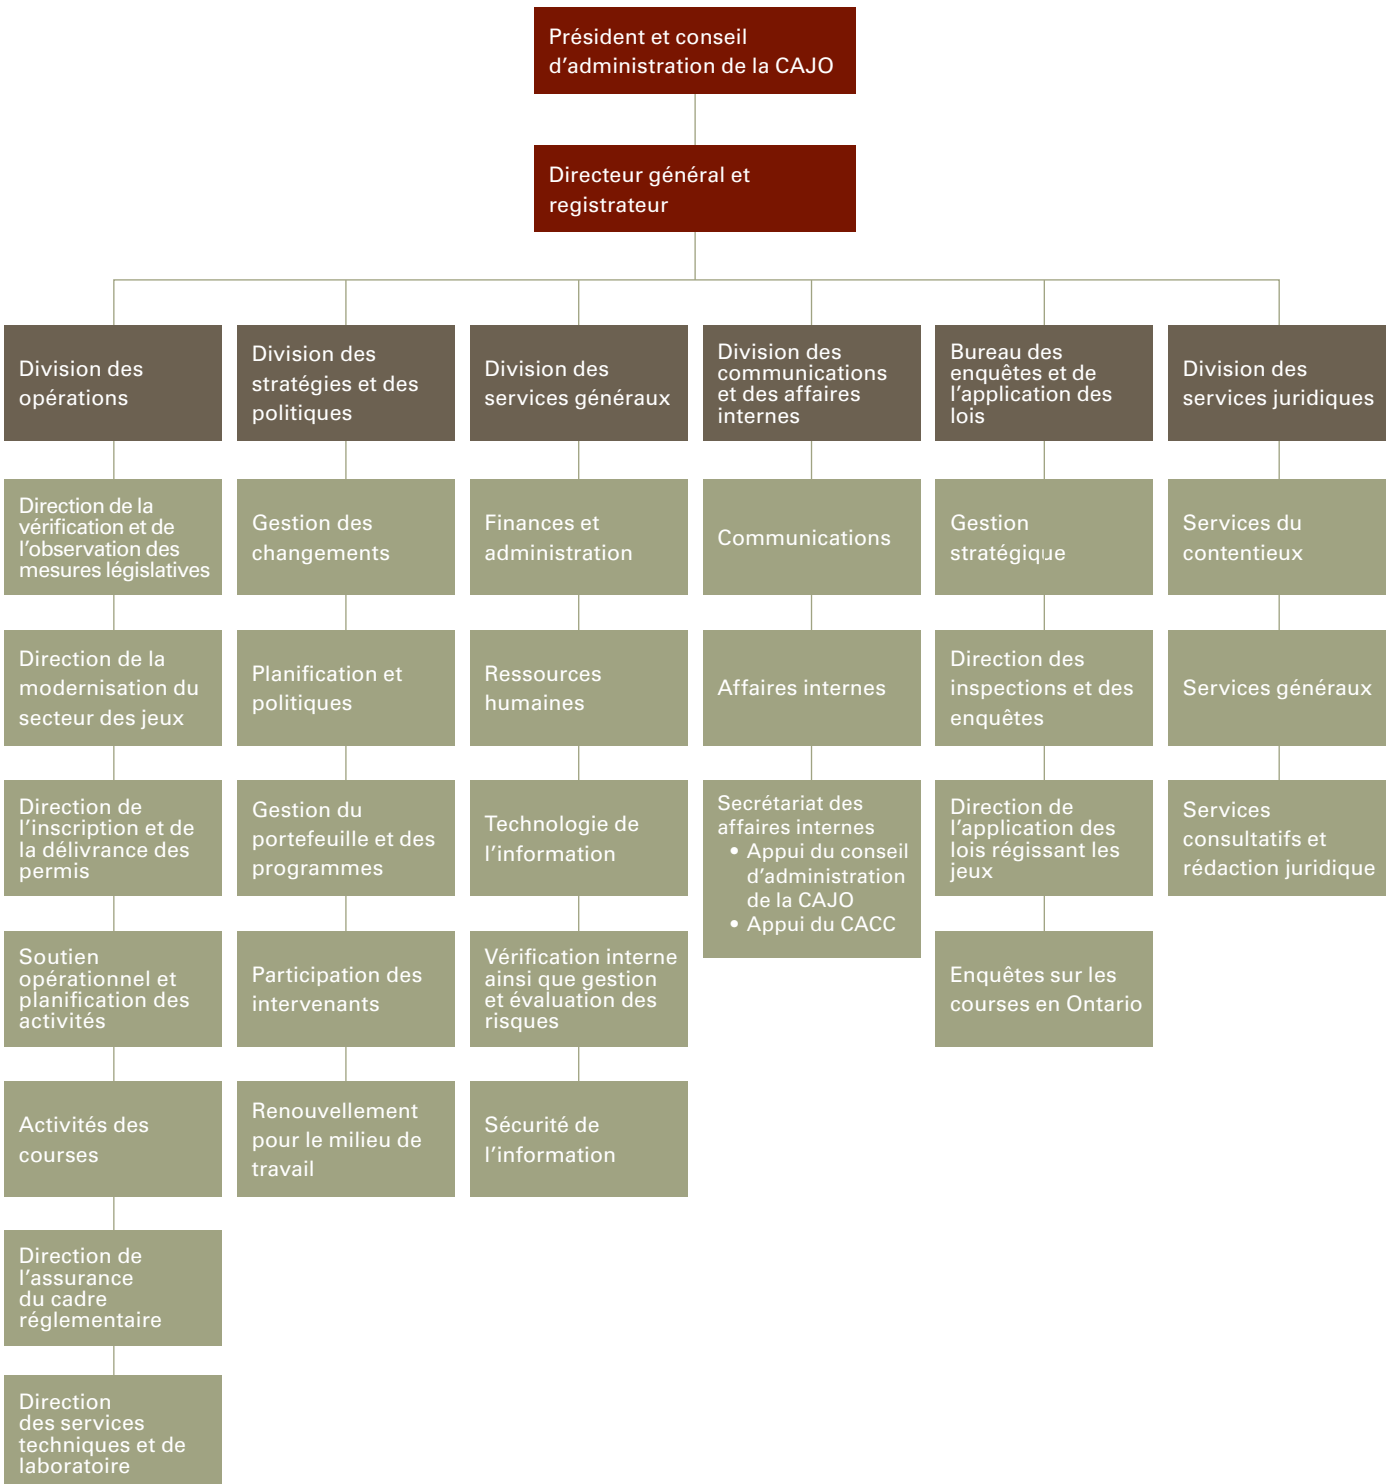 Président et conseil
d’administration de la CAJO
Directeur général et
registrateur
Division des
opérations
Direction de la
vérification et de
l’observation des
mesures législatives
Direction de la
modernisation du
secteur des jeux
Direction de
l’inscription et de
la délivrance des
permis
Soutien
opérationnel et
planification des
activités
Activités des
courses
Direction de
l’assurance
du cadre
réglementaire
Direction
des services
techniques et de
laboratoire
Division des
stratégies et des
politiques
Gestion des
changements
Planification et
politiques
Gestion du
portefeuille et des
programmes
Participation des
intervenants
Renouvellement
pour le milieu de
travail
Division des
services généraux
Finances et
administration
Ressources
humaines
Technologie de
l’information
Vérification interne
ainsi que gestion
et évaluation des
risques
Sécurité de
l’information
Division des
communications
et des affaires
internes
Communications
Affaires internes
Secrétariat des
affaires internes
• Appui du conseil
d’administration
de la CAJO
• Appui du CACC
Bureau des
enquêtes et de
l’application des
lois
Gestion
stratégique
Direction des
inspections et des
enquêtes
Direction de
l’application des
lois régissant les
jeux
Enquêtes sur les
courses en Ontario
Division des
services juridiques
Services du
contentieux
Services généraux
Services
consultatifs et
rédaction juridique